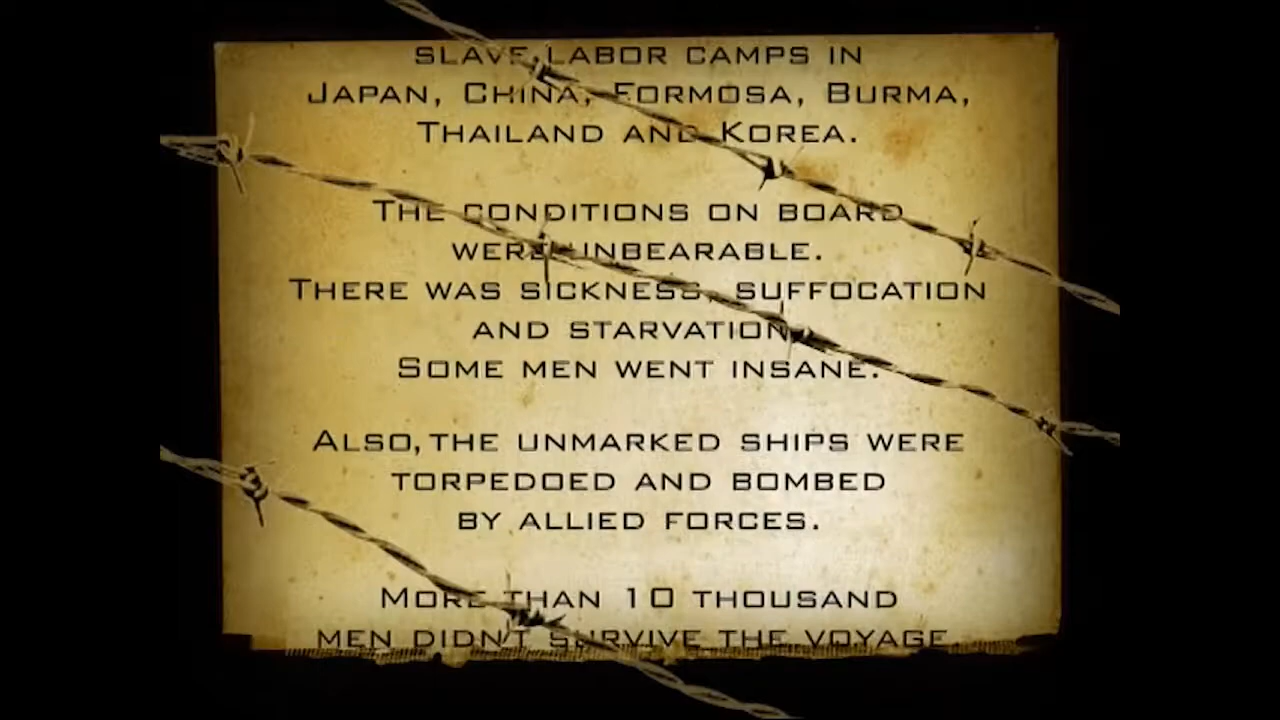 SLAVE LABOR CAMPS IN
JAPAN, CHINA, FORMOSA, BURMA,
THAILAND AND KOREA.
THE CONDITIONS ON BOARD
WERE UNBEARABLE.
THERE WAS SICKNESS, SUFFOCATION
AND STARVATION.
SOME MEN WENT INSANE.
ALSO, THE UNMARKED SHIPS WERE
TORPEDOED AND BOMBED
BY ALLIED FORCES.
MORE THAN 10 THOUSAND
MEN DIDN'T SURVIVE THE VOYAGE.